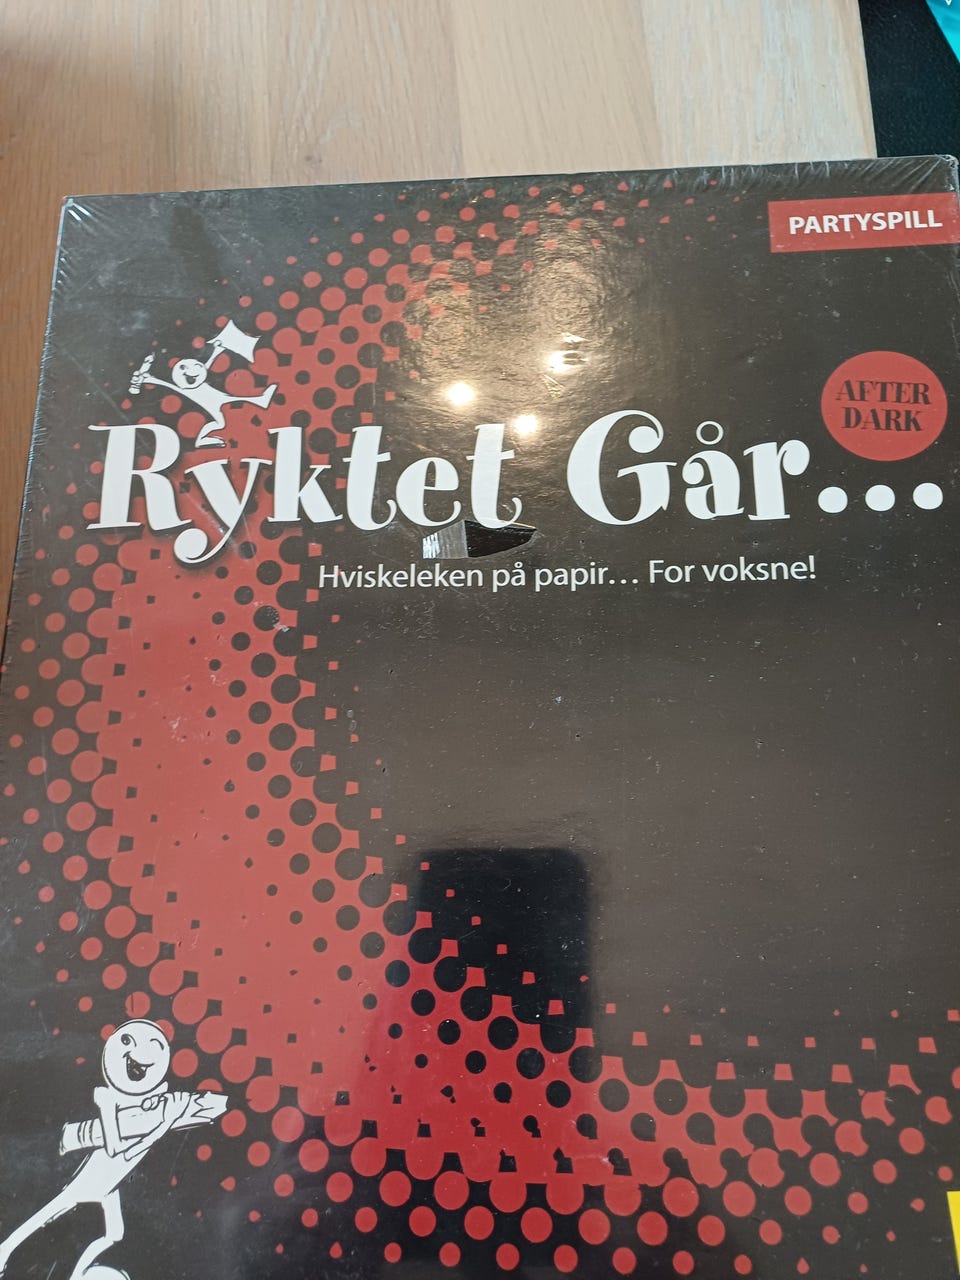 PARTYSPILL
AFTER
DARK
Ryktet Går...
Hviskeleken på papir... For voksne!